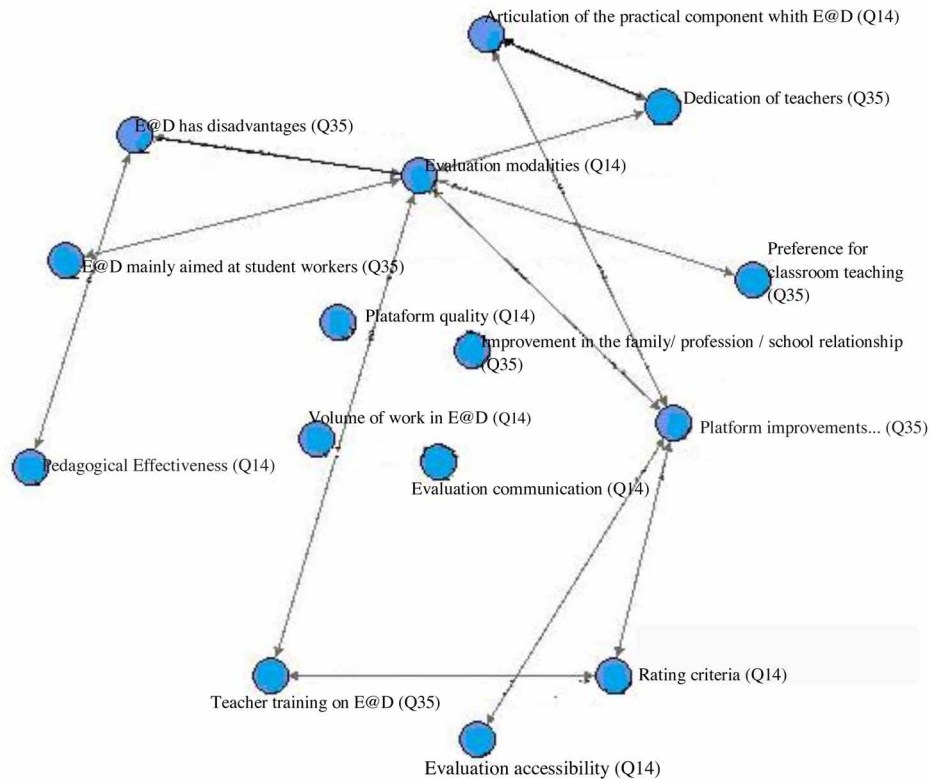 Articulation of the practical component whith E@D (Q14)
Dedication of teachers (Q35)
E@D has disadvantages (Q35)
Evaluation modalities (Q14)
Preference for
classroom teaching
(Q35)
E@D mainly aimed at student workers (Q35)
Plataform quality (Q14)
Improvement in the family/ profession / school relationship
(Q35)
Volume of work in E@D (Q14)
Platform improvements... (Q35)
Pedagogical Effectiveness (Q14)
Evaluation communication (Q14)
Rating criteria (Q14)
Teacher training on E@D (Q35)
Evaluation accessibility (Q14)